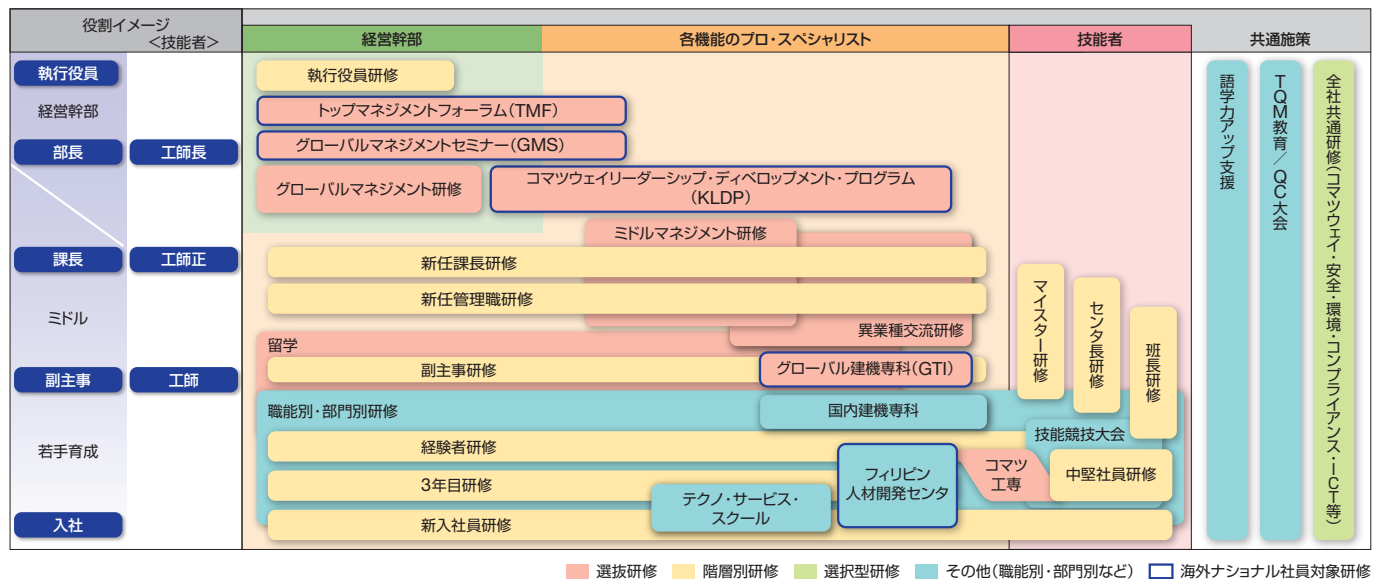 役割イメージ
<技能者>
経営幹部
各機能のプロ・スペシャリスト
技能者
共通施策
執行役員
経営幹部
部長
工師長
課長
工師正
ミドル
副主事
工師
若手育成
入社
執行役員研修
トップマネジメントフォーラム(TMF)
グローバルマネジメントセミナー(GMS)
グローバルマネジメント研修
コマツウェイリーダーシップ・ディベロップメント・プログラム
(KLDP)
ミドルマネジメント研修
新任課長研修
新任管理職研修
異業種交流研修
留学
副主事研修
グローバル建機専科(GTI)
職能別・部門別研修
国内建機専科
経験者研修
3年目研修
テクノ・サービス・
スクール
フィリピン
人材開発センタ
新入社員研修
マイスター研修
センタ長研修
班長研修
技能競技大会
コマツ
工専
中堅社員研修
語学力アップ支援
TQM教育/QC大会
全社共通研修(コマツウェイ・安全・環境・コンプライアンス・ICT等)
選抜研修
階層別研修
選択型研修
その他(職能別・部門別など)
海外ナショナル社員対象研修